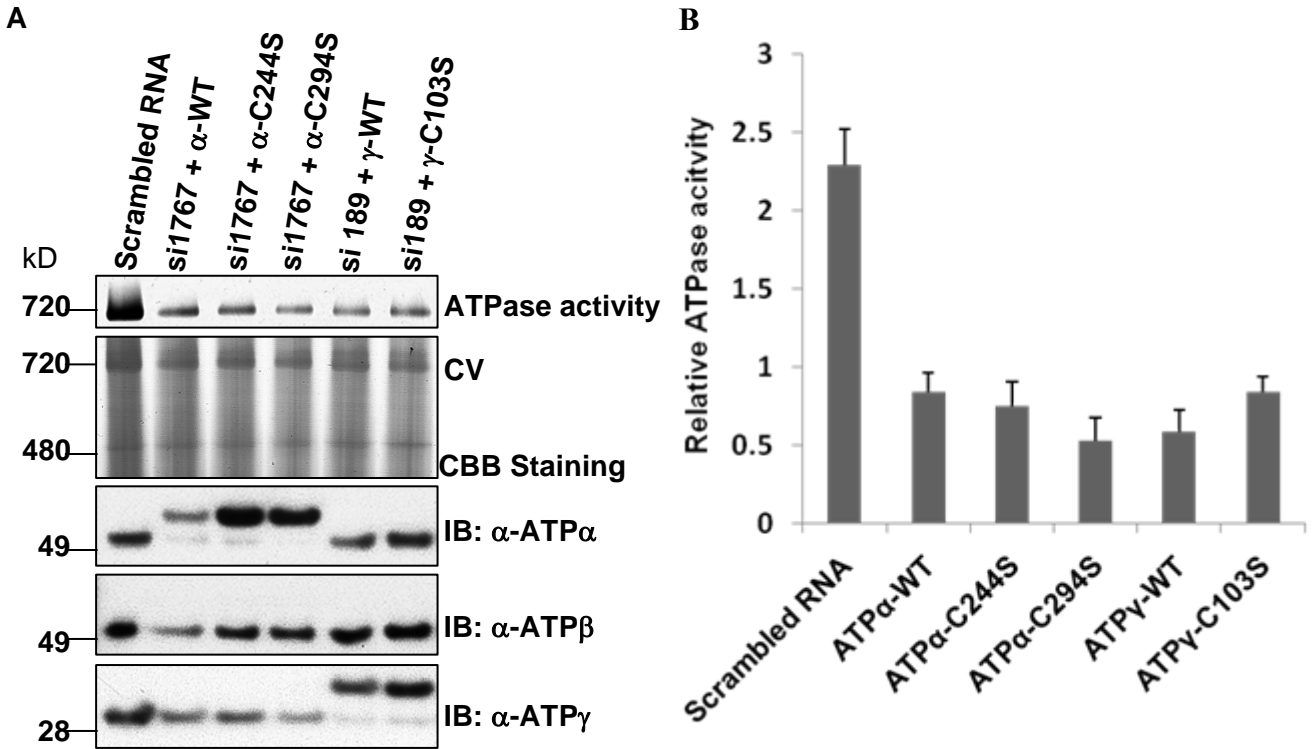 A
Scrambled RNA
si1767 + α-WT
si1767 + α-C244S
si1767 + α-C294S
si 189 + γ-WT
si189 + γ-C103S
kD
720
ATPase activity
720
CV
480
CBB Staining
49
IB: α-ATPα
49
IB: α-ATPβ
28
IB: α-ATPγ
B
Relative ATPase acitvity
3
2.5
2
1.5
1
0.5
0
Scrambled RNA
ATPα-WT
ATPα-C244S
ATPα-C294S
ATPγ-WT
ATPγ-C103S